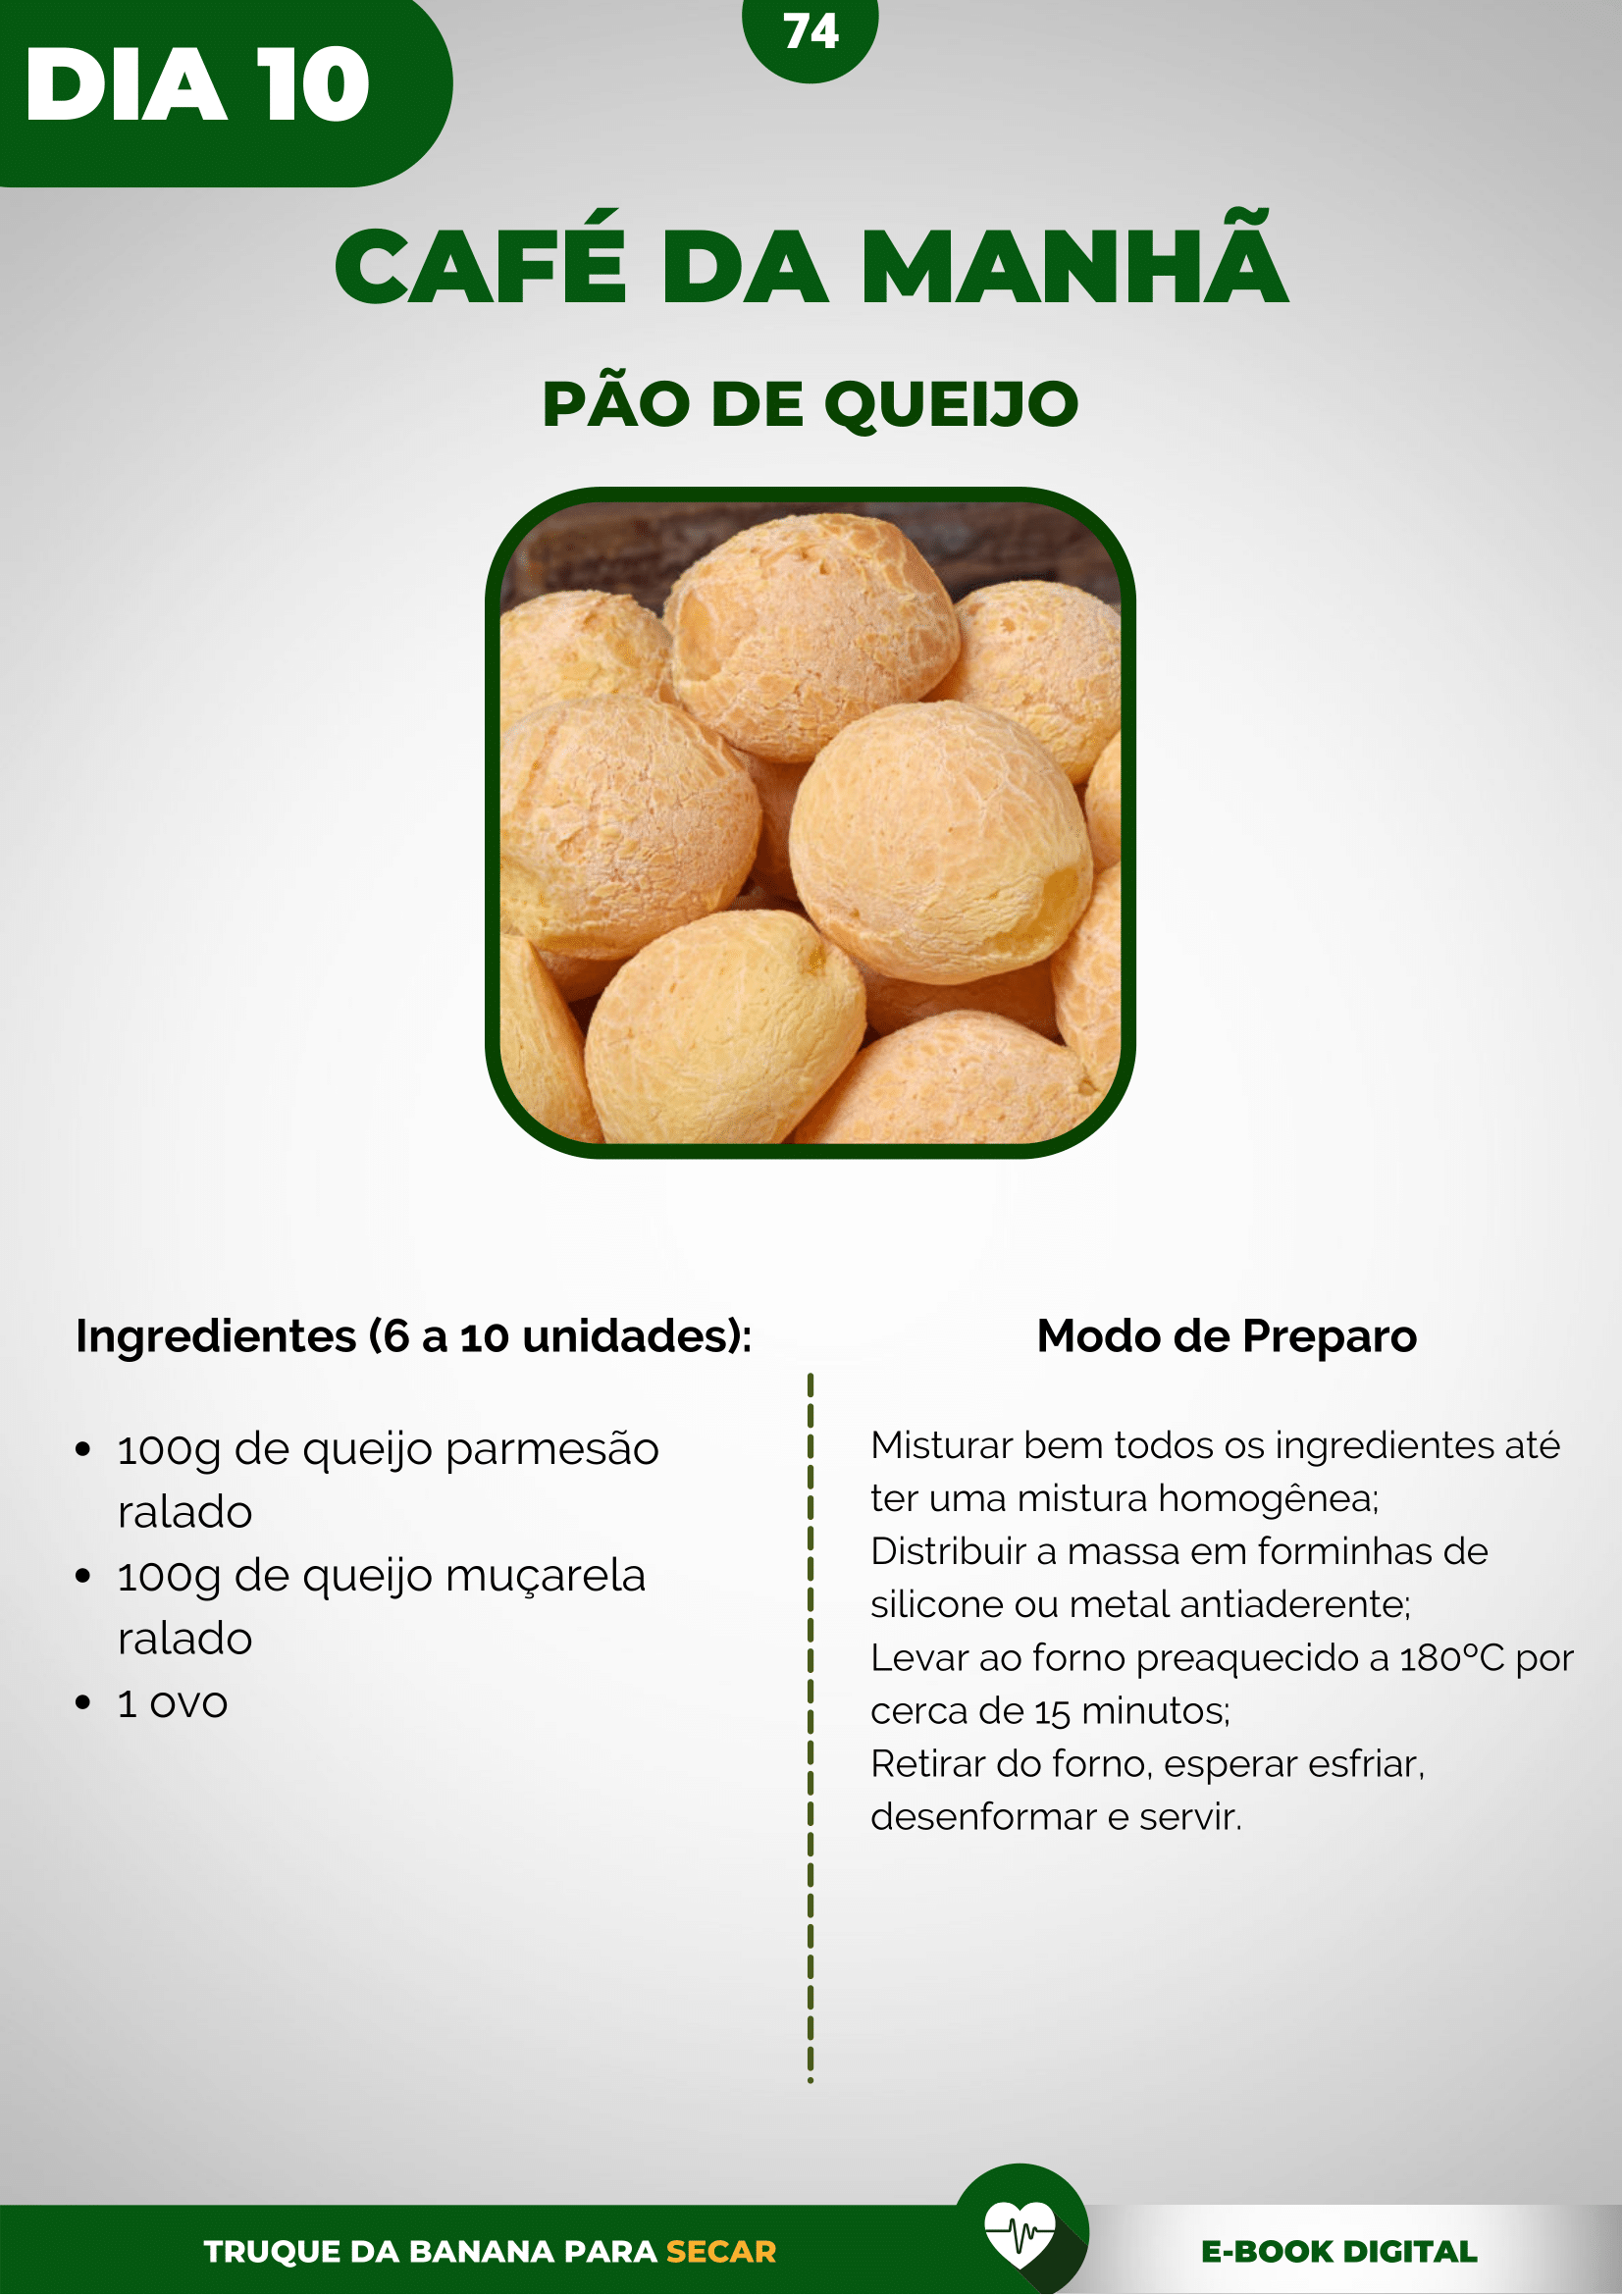 DIA 10
74
CAFÉ DA MANHÃ
PÃO DE QUEIJO
Ingredientes (6 a 10 unidades):
• 100g de queijo parmesão
ralado
• 100g de queijo muçarela
ralado
• 1 ovo
Modo de Preparo
Misturar bem todos os ingredientes até
ter uma mistura homogênea;
Distribuir a massa em forminhas de
silicone ou metal antiaderente;
Levar ao forno preaquecido a 180ºC por
cerca de 15 minutos;
Retirar do forno, esperar esfriar,
desenformar e servir.
TRUQUE DA BANANA PARA SECAR
E-BOOK DIGITAL